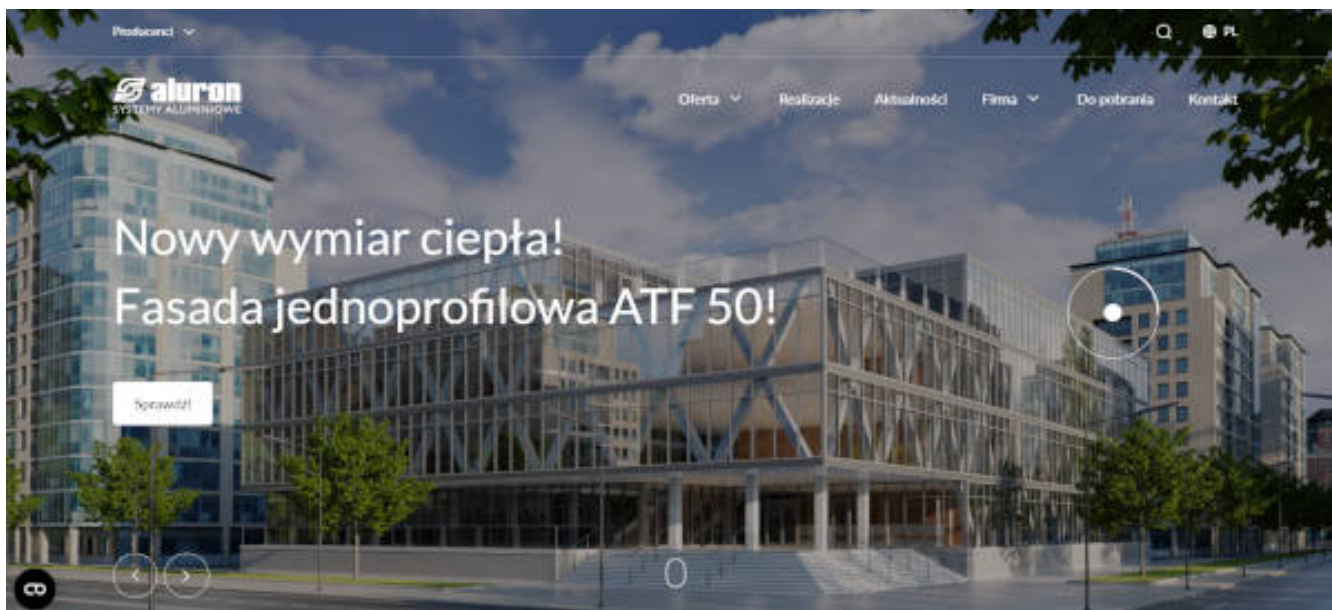 Producenci
PL
aluron
SYSTEMY ALUMINIOWE
Oferta
Realizacje
Aktualności
Firma
Do pobrania
Kontakt
Nowy wymiar ciepła!
Fasada jednoprofilowa ATF 50!
Sprawdź!